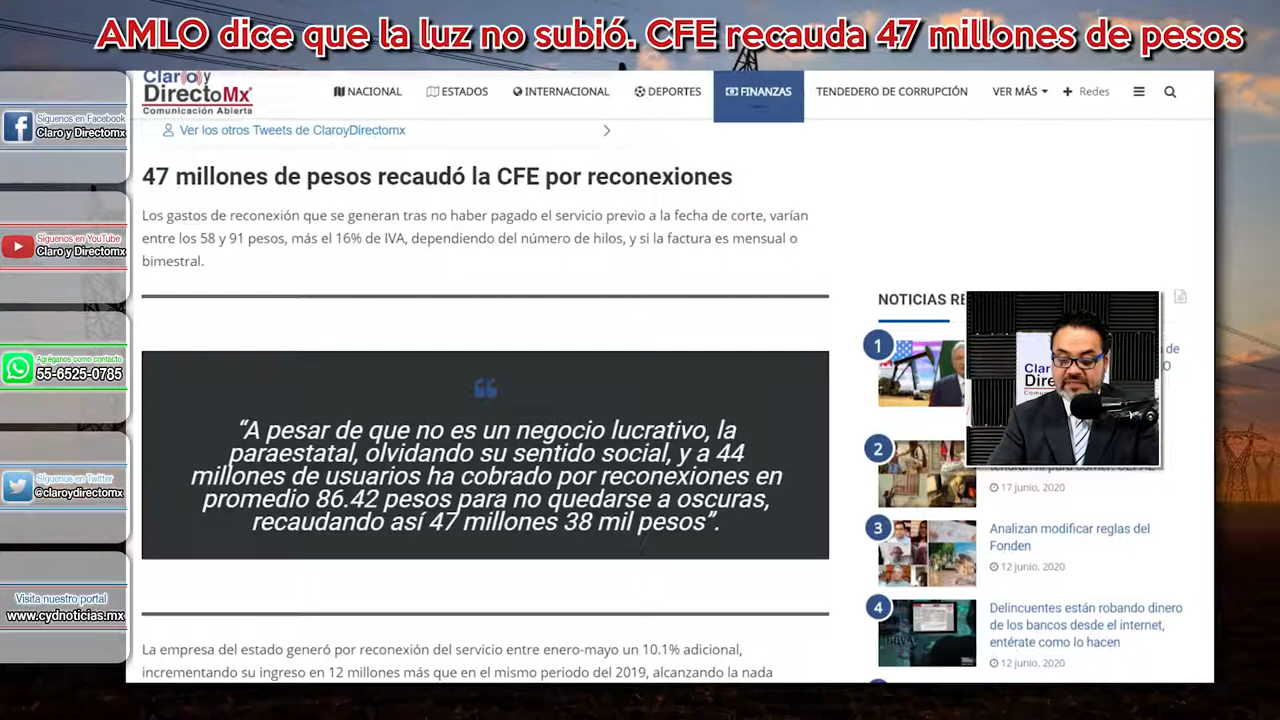 AMLO dice que la luz no subió. CFE recauda 47 millones de pesos
Claroy
DirectoMx
Comunicación Abierta
NACIONAL
ESTADOS
INTERNACIONAL
DEPORTES
FINANZAS
TENDEDERO DE CORRUPCIÓN
VER MÁS
Redes
Ver los otros Tweets de ClaroyDirectomx
Síguenos en Facebook
Claro y Directomx
Síguenos en YouTube
Claro y Directomx
Agréganos como contacto
55-6525-0785
Síguenos en Twitter
@claroydirectomx
Visita nuestro portal
www.cydnoticias.mx
47 millones de pesos recaudó la CFE por reconexiones
Los gastos de reconexión que se generan tras no haber pagado el servicio previo a la fecha de corte, varían
entre los 58 y 91 pesos, más el 16% de IVA, dependiendo del número de hilos, y si la factura es mensual o
bimestral.
“A pesar de que no es un negocio lucrativo, la
paraestatal, olvidando su sentido social, y a 44
millones de usuarios ha cobrado por reconexiones en
promedio 86.42 pesos para no quedarse a oscuras,
recaudando así 47 millones 38 mil pesos”.
La empresa del estado generó por reconexión del servicio entre enero-mayo un 10.1% adicional,
incrementando su ingreso en 12 millones más que en el mismo periodo del 2019, alcanzando la nada
NOTICIAS RE
1
de
2
17 junio, 2020
3
Analizan modificar reglas del
Fonden
12 junio, 2020
4
Delincuentes están robando dinero
de los bancos desde el internet,
entérate como lo hacen
12 junio, 2020